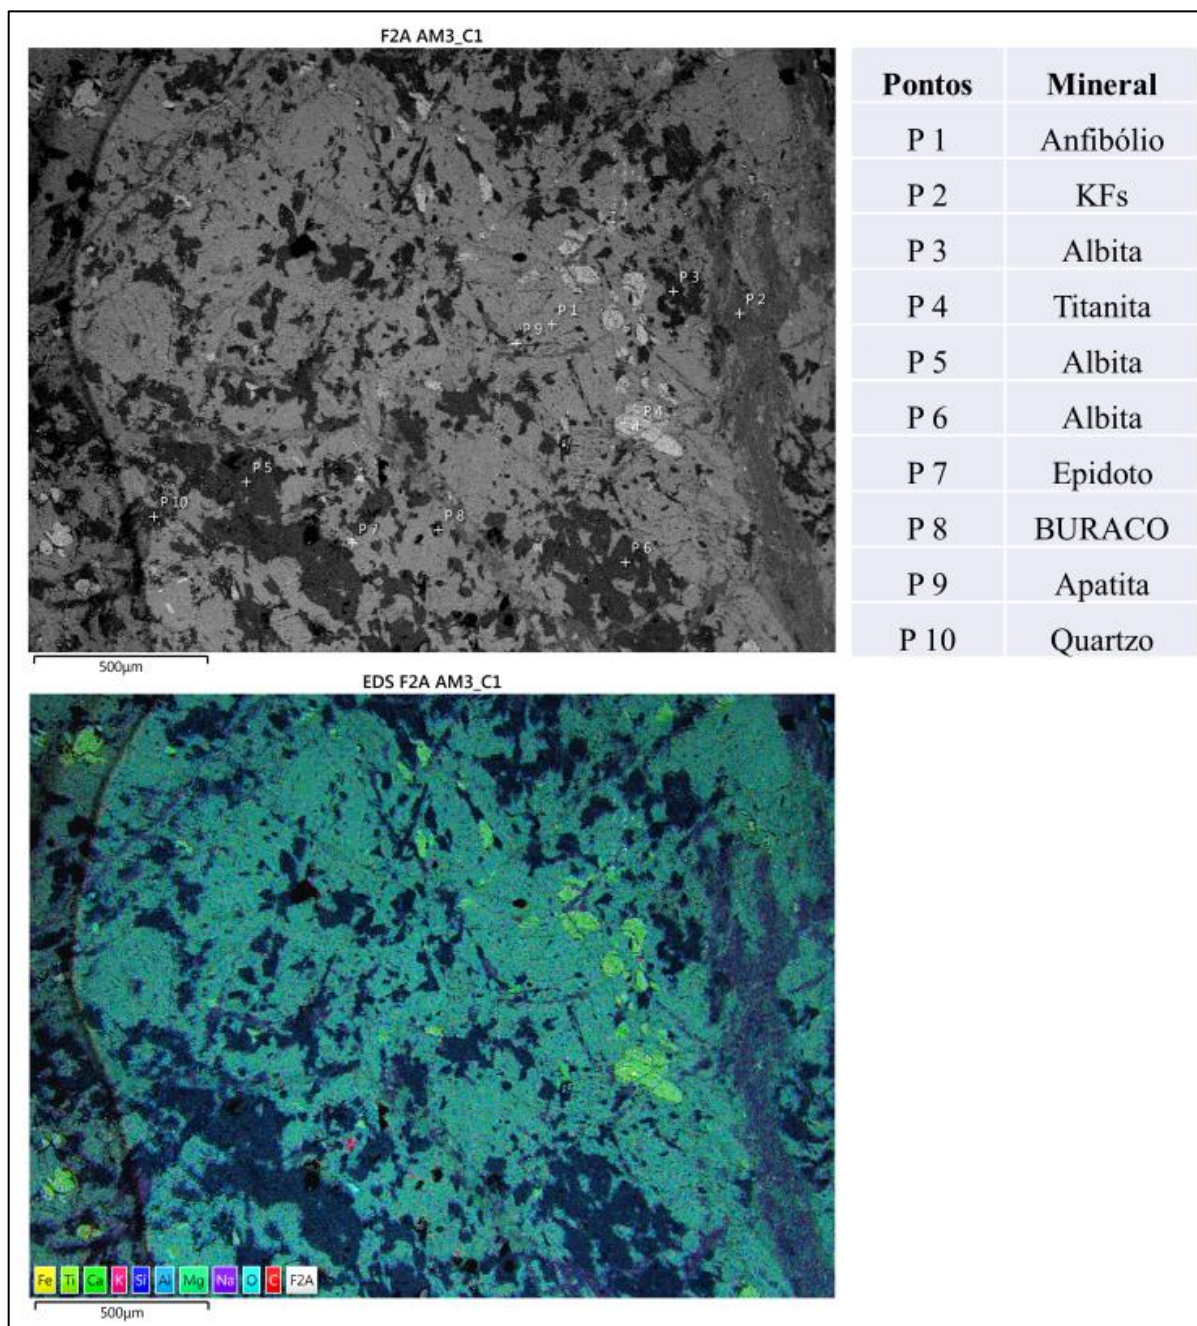 F2A AM3_C1
P 3
P 2
P 1
P 9
P 4
P 5
P 10
P 7
P 8
P 6
500µm
Pontos Mineral
P 1 Anfibólio
P 2 KFs
P 3 Albita
P 4 Titanita
P 5 Albita
P 6 Albita
P 7 Epidoto
P 8 BURACO
P 9 Apatita
P 10 Quartzo
EDS F2A AM3_C1
Fe Ti Ca K Si Al Mg Na O C F2A
500µm